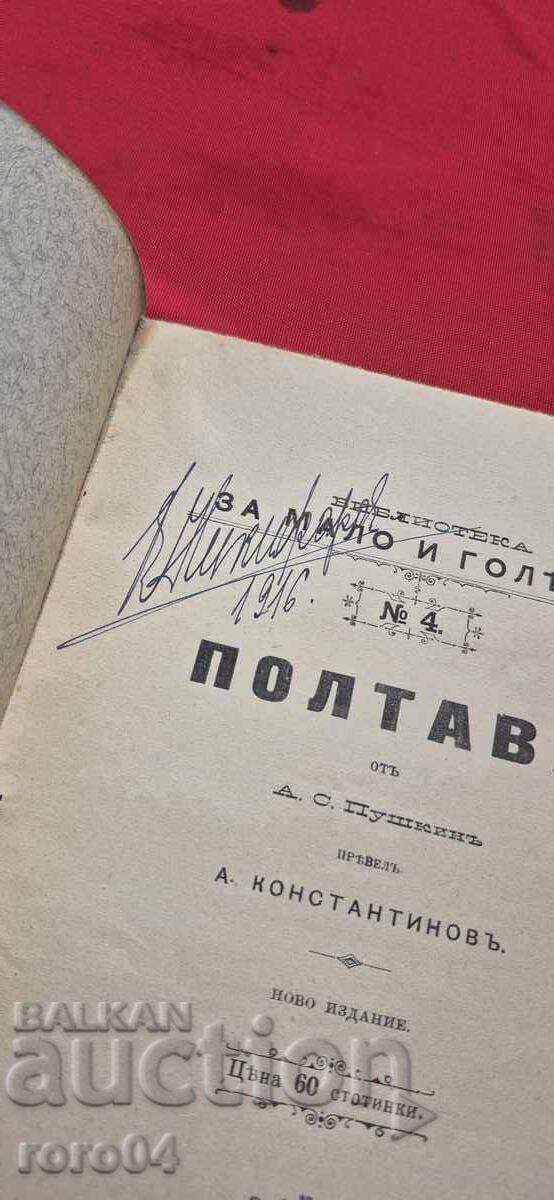 БИБЛИОТЕКА
ЗА МАЛО И ГОЛѢ
№ 4.
1916.
ПОЛТАВ
отъ
А. С. Пушкинъ
прѣвелъ
А. КОНСТАНТИНОВЪ.
НОВО ИЗДАНИЕ.
Цѣна 60 стотинки.
BALKAN
auction
roro04